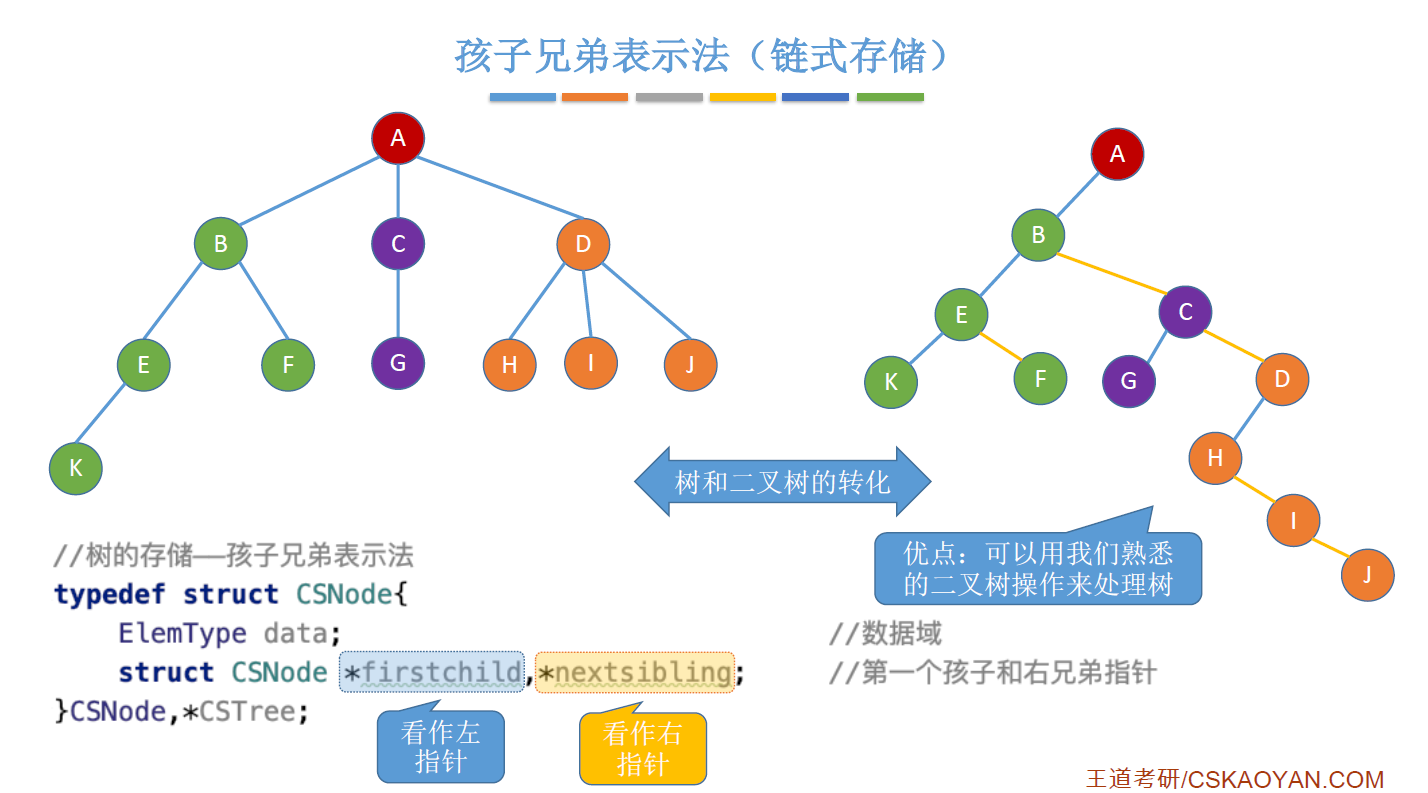 孩子兄弟表示法（链式存储）
A
B
C
D
E
F
G
H
I
J
K
A
B
C
E
D
K
F
G
H
I
J
树和二叉树的转化
优点：可以用我们熟悉
的二叉树操作来处理树
//树的存储——孩子兄弟表示法
typedef struct CSNode{
ElemType data; //数据域
struct CSNode *firstchild,*nextsibling; //第一个孩子和右兄弟指针
}CSNode,*CSTree;
看作左
指针
看作右
指针
王道考研/CSKAOYAN.COM